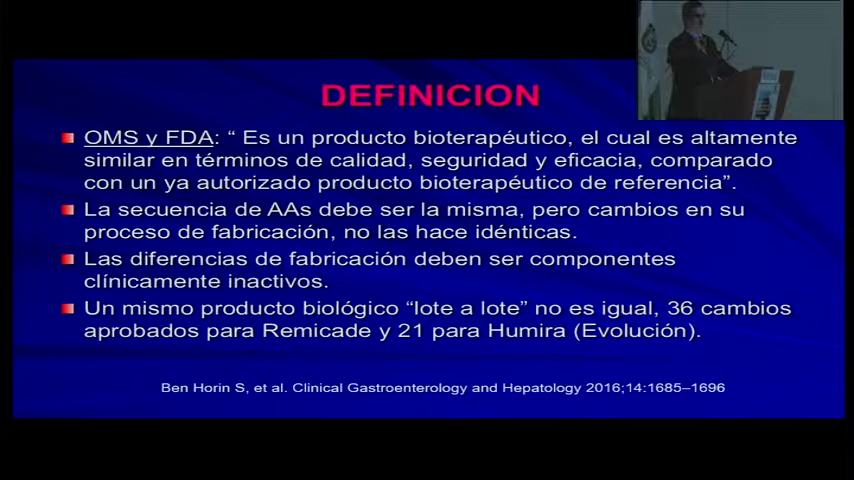 DEFINICION
OMS y FDA: “ Es un producto bioterapéutico, el cual es altamente
similar en términos de calidad, seguridad y eficacia, comparado
con un ya autorizado producto bioterapéutico de referencia”.
La secuencia de AAs debe ser la misma, pero cambios en su
proceso de fabricación, no las hace idénticas.
Las diferencias de fabricación deben ser componentes
clínicamente inactivos.
Un mismo producto biológico “lote a lote” no es igual, 36 cambios
aprobados para Remicade y 21 para Humira (Evolución).
Ben Horin S, et al. Clinical Gastroenterology and Hepatology 2016;14:1685–1696